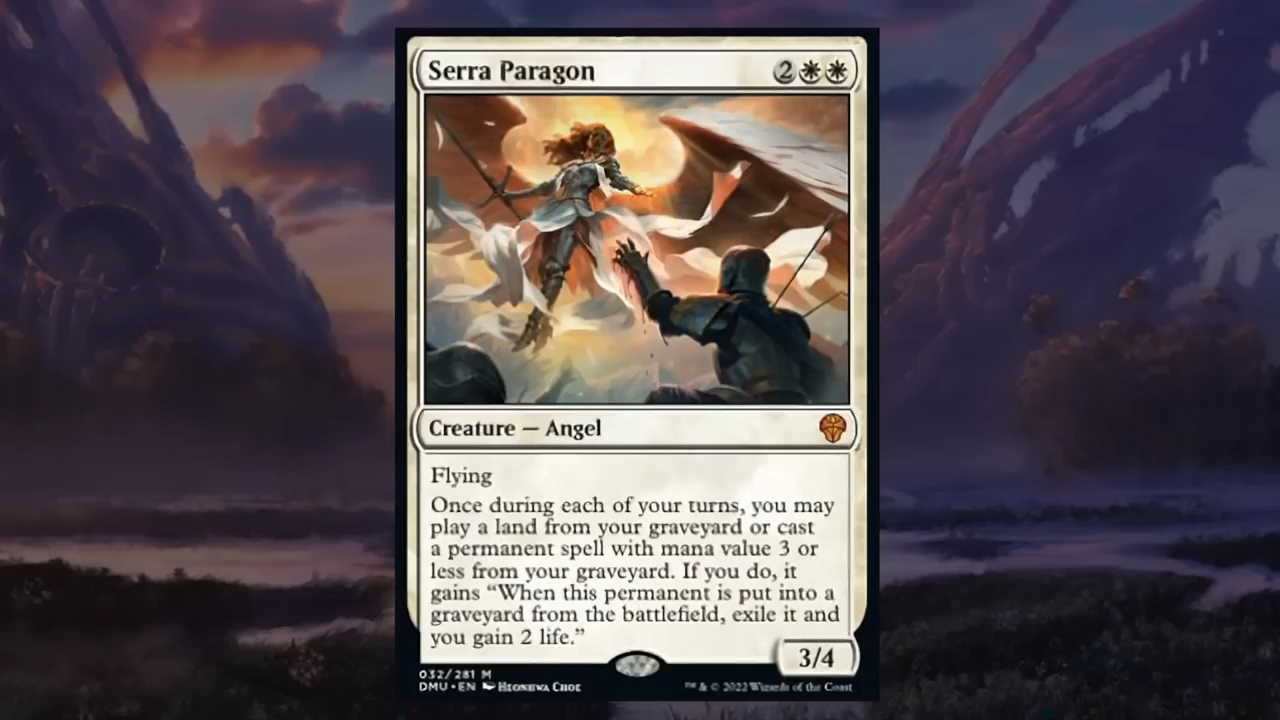 Serra Paragon 2
Creature — Angel
Flying
Once during each of your turns, you may
play a land from your graveyard or cast
a permanent spell with mana value 3 or
less from your graveyard. If you do, it
gains “When this permanent is put into a
graveyard from the battlefield, exile it and
you gain 2 life.”
3/4
032/281 M
DMU • EN Heonhwa Choe
™ & © 2022 Wizards of the Coast